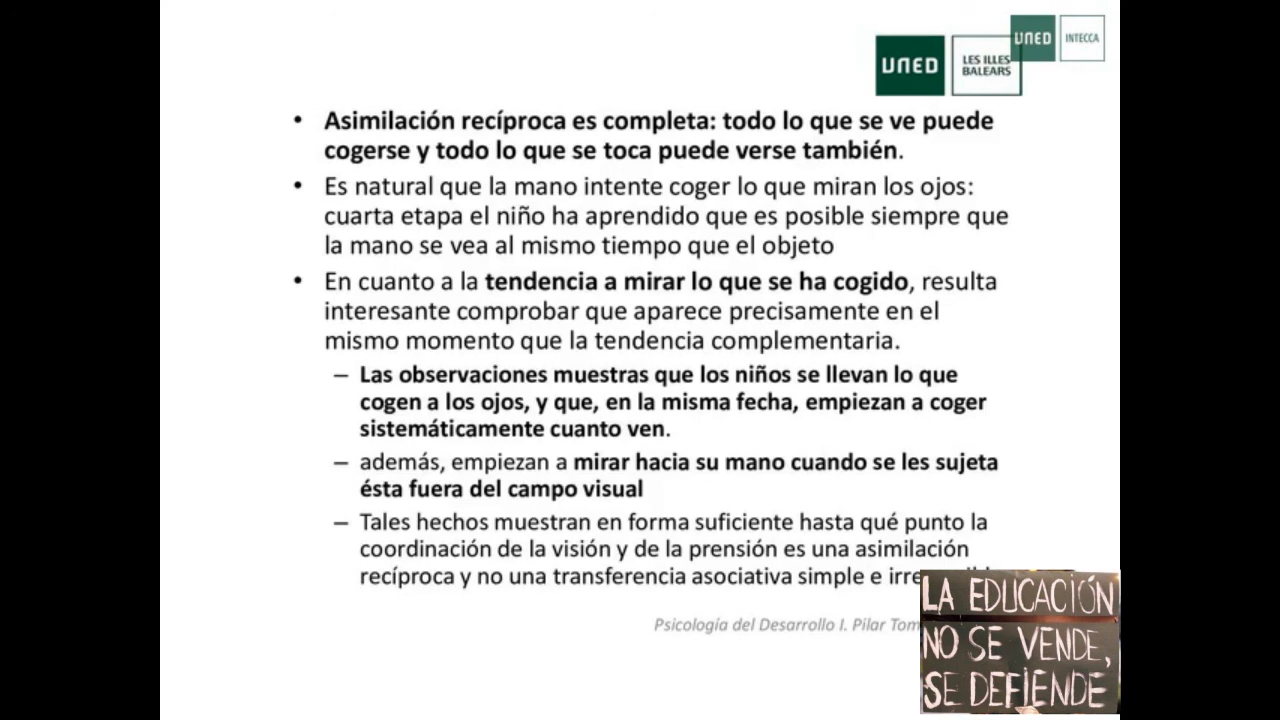 UNED
INTECCA
UNED
LES ILLES
BALEARS
• Asimilación recíproca es completa: todo lo que se ve puede
cogerse y todo lo que se toca puede verse también.
• Es natural que la mano intente coger lo que miran los ojos:
cuarta etapa el niño ha aprendido que es posible siempre que
la mano se vea al mismo tiempo que el objeto
• En cuanto a la tendencia a mirar lo que se ha cogido, resulta
interesante comprobar que aparece precisamente en el
mismo momento que la tendencia complementaria.
– Las observaciones muestras que los niños se llevan lo que
cogen a los ojos, y que, en la misma fecha, empiezan a coger
sistemáticamente cuanto ven.
– además, empiezan a mirar hacia su mano cuando se les sujeta
ésta fuera del campo visual
– Tales hechos muestran en forma suficiente hasta qué punto la
coordinación de la visión y de la prensión es una asimilación
recíproca y no una transferencia asociativa simple e
Psicología del Desarrollo I. Pilar
LA EDUCACIÓN
NO SE VENDE,
SE DEFIENDE